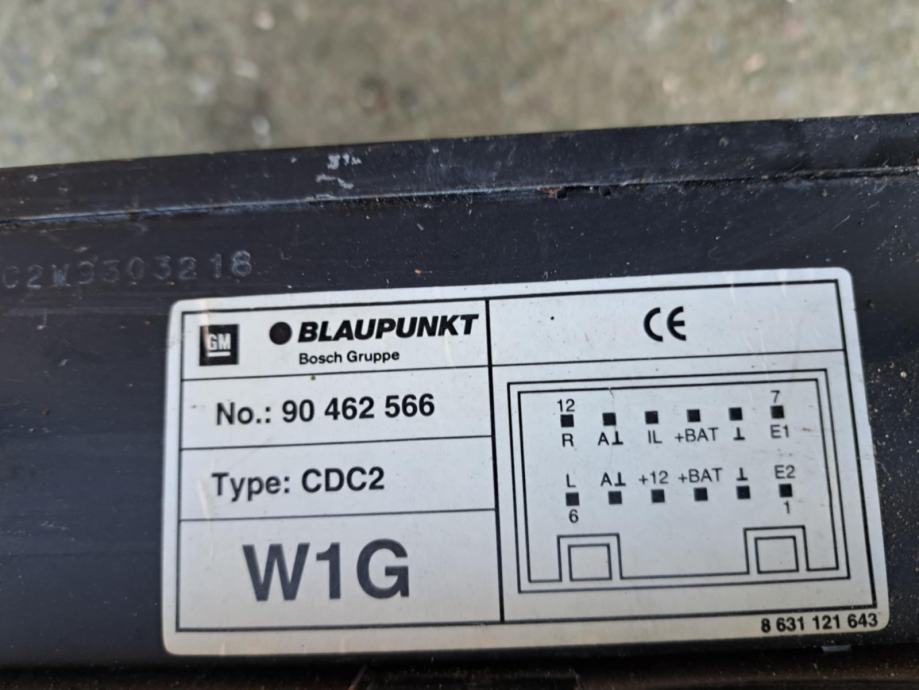 C2W9303218
GM
BLAUPUNKT
Bosch Gruppe
CE
No.: 90 462 566
Type: CDC2
W1G
12 7
R A⊥ IL +BAT ⊥ E1
L A⊥ +12 +BAT ⊥ E2
6 1
8 631 121 643